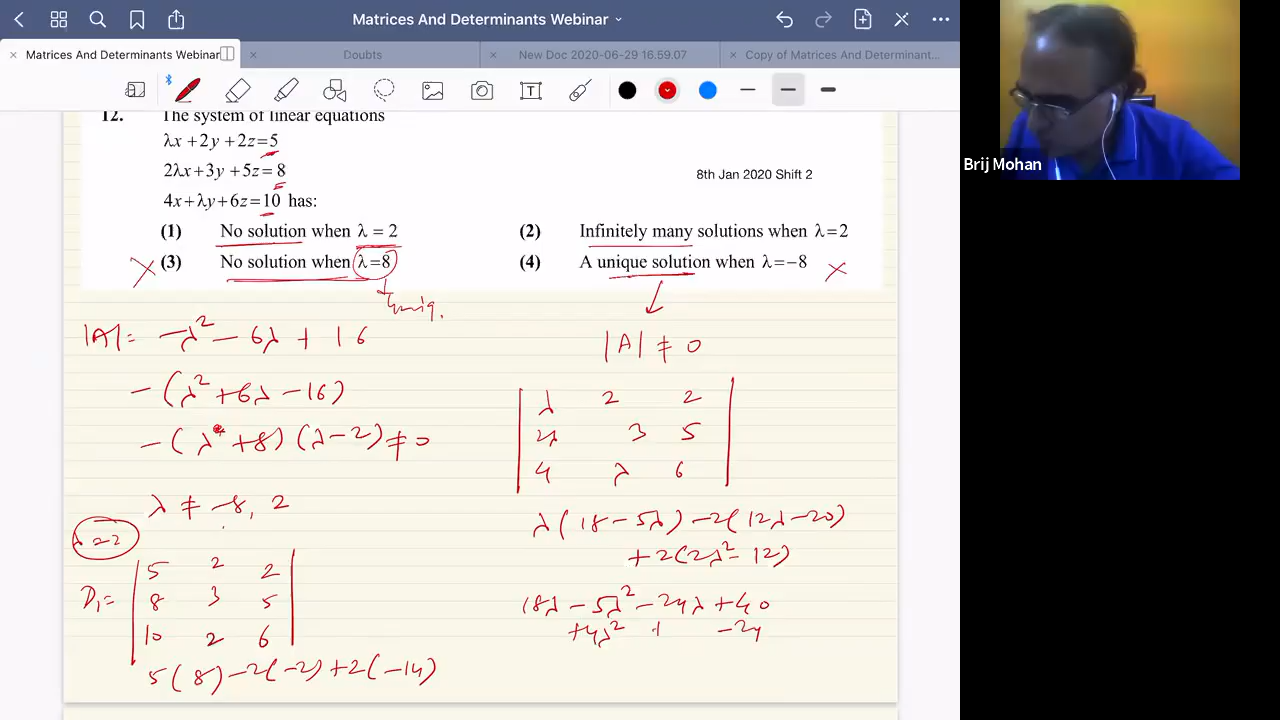 Matrices And Determinants Webinar
Matrices And Determinants Webinar
Doubts
New Doc 2020-06-29 16.59.07
Copy of Matrices And Determinant...
12. The system of linear equations
λx + 2y + 2z = 5
2λx + 3y + 5z = 8
8th Jan 2020 Shift 2
4x + λy + 6z = 10 has:
(1) No solution when λ = 2
(2) Infinitely many solutions when λ=2
(3) No solution when λ=8
(4) A unique solution when λ=−8
Brij Mohan
uniq.
|A| = −λ² − 6λ + 16
−(λ² + 6λ − 16)
−(λ + 8)(λ − 2) ≠ 0
λ ≠ −8, 2
λ = 2
D₁ =
5 2 2
8 3 5
10 2 6
5(8) − 2(−2) + 2(−14)
|A| ≠ 0
λ 2 2
2λ 3 5
4 λ 6
λ(18 − 5λ) − 2(12λ − 20)
+ 2(2λ² − 12)
18λ − 5λ² − 24λ + 40
+4λ² − 24